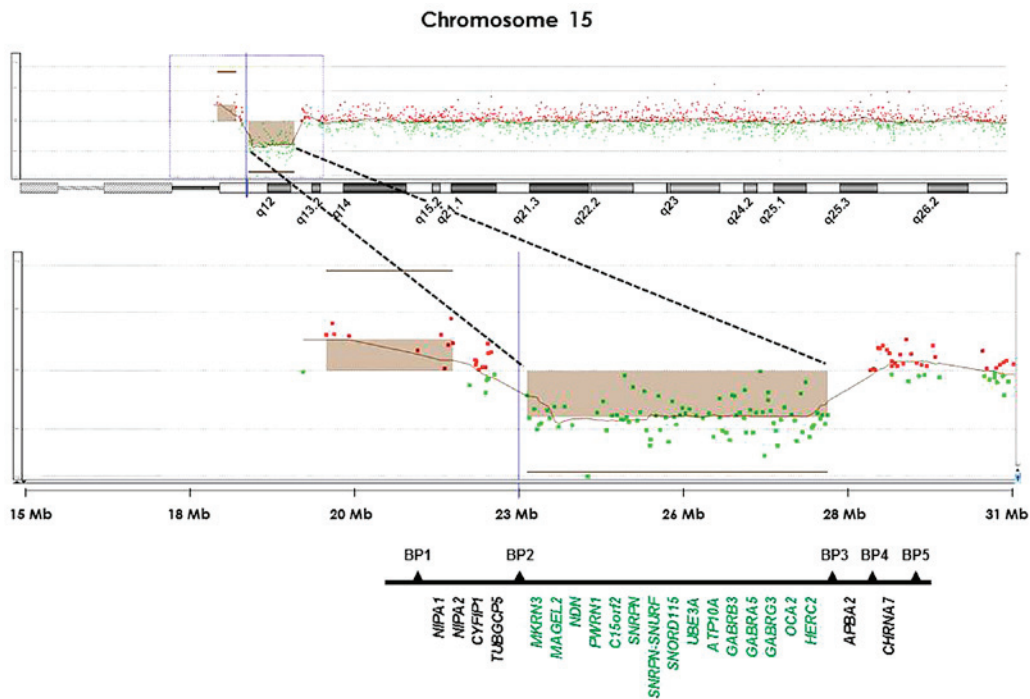 Chromosome 15
q12
q13.2
q14
q15.2
q21.1
q21.3
q22.2
q23
q24.2
q25.1
q25.3
q26.2
15 Mb
18 Mb
20 Mb
23 Mb
26 Mb
28 Mb
31 Mb
BP1
BP2
BP3
BP4
BP5
NIPA1
NIPA2
CYFIP1
TUBGCP5
MKRN3
MAGEL2
NDN
PWRN1
C15orf2
SNRPN
SNRPN-SNURF
SNORD115
UBE3A
ATP10A
GABRB3
GABRA5
GABRG3
OCA2
HERC2
APBA2
CHRNA7